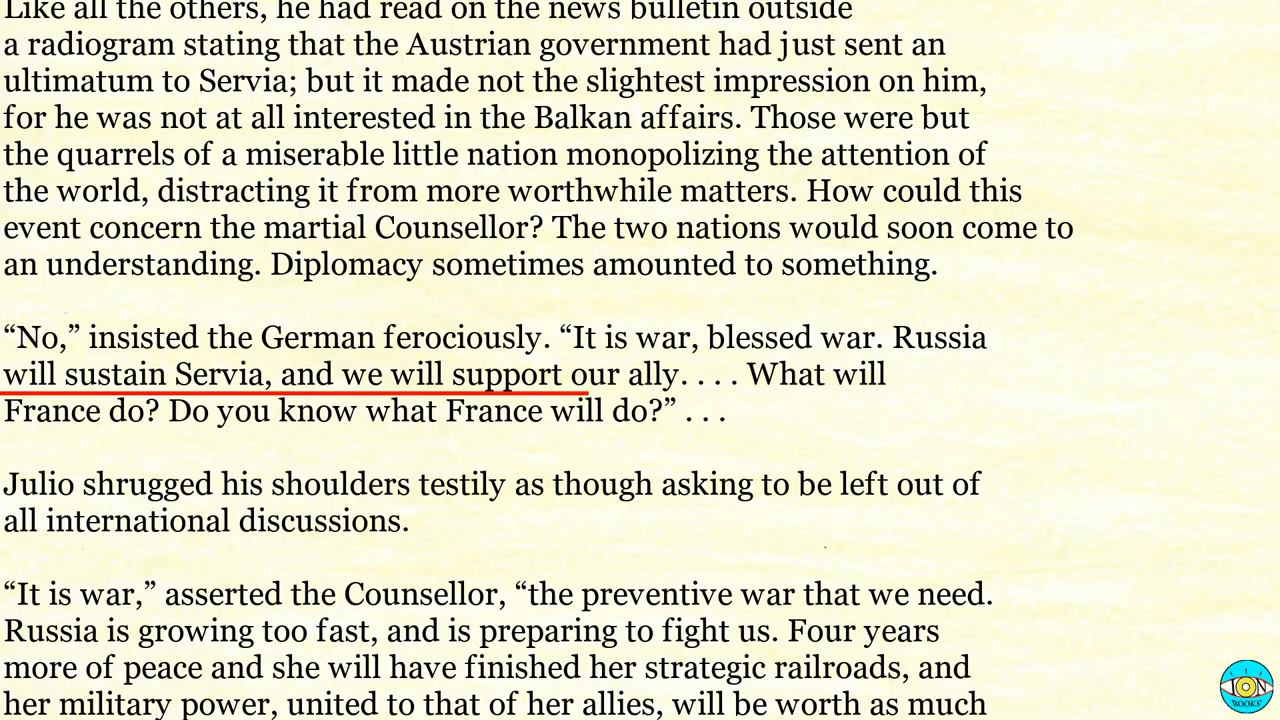 Like all the others, he had read on the news bulletin outside
a radiogram stating that the Austrian government had just sent an
ultimatum to Servia; but it made not the slightest impression on him,
for he was not at all interested in the Balkan affairs. Those were but
the quarrels of a miserable little nation monopolizing the attention of
the world, distracting it from more worthwhile matters. How could this
event concern the martial Counsellor? The two nations would soon come to
an understanding. Diplomacy sometimes amounted to something.
“No,” insisted the German ferociously. “It is war, blessed war. Russia
will sustain Servia, and we will support our ally. . . . What will
France do? Do you know what France will do?” . . .
Julio shrugged his shoulders testily as though asking to be left out of
all international discussions.
“It is war,” asserted the Counsellor, “the preventive war that we need.
Russia is growing too fast, and is preparing to fight us. Four years
more of peace and she will have finished her strategic railroads, and
her military power, united to that of her allies, will be worth as much
ION
BOOKS